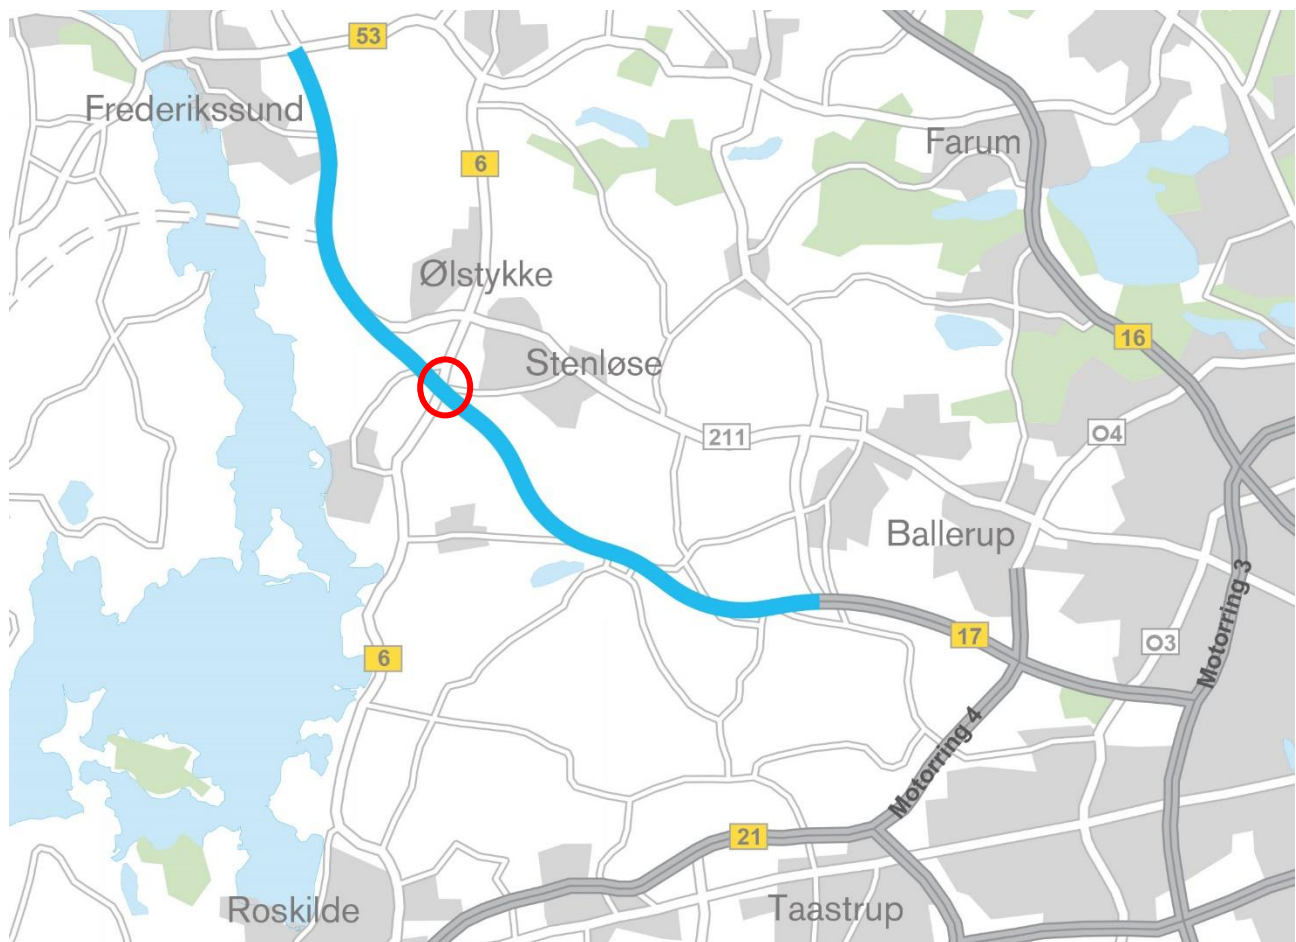 53
Frederikssund
Farum
6
Ølstykke
16
Stenløse
211
O4
Ballerup
Motorring 3
17
O3
6
Motorring 4
21
Roskilde
Taastrup